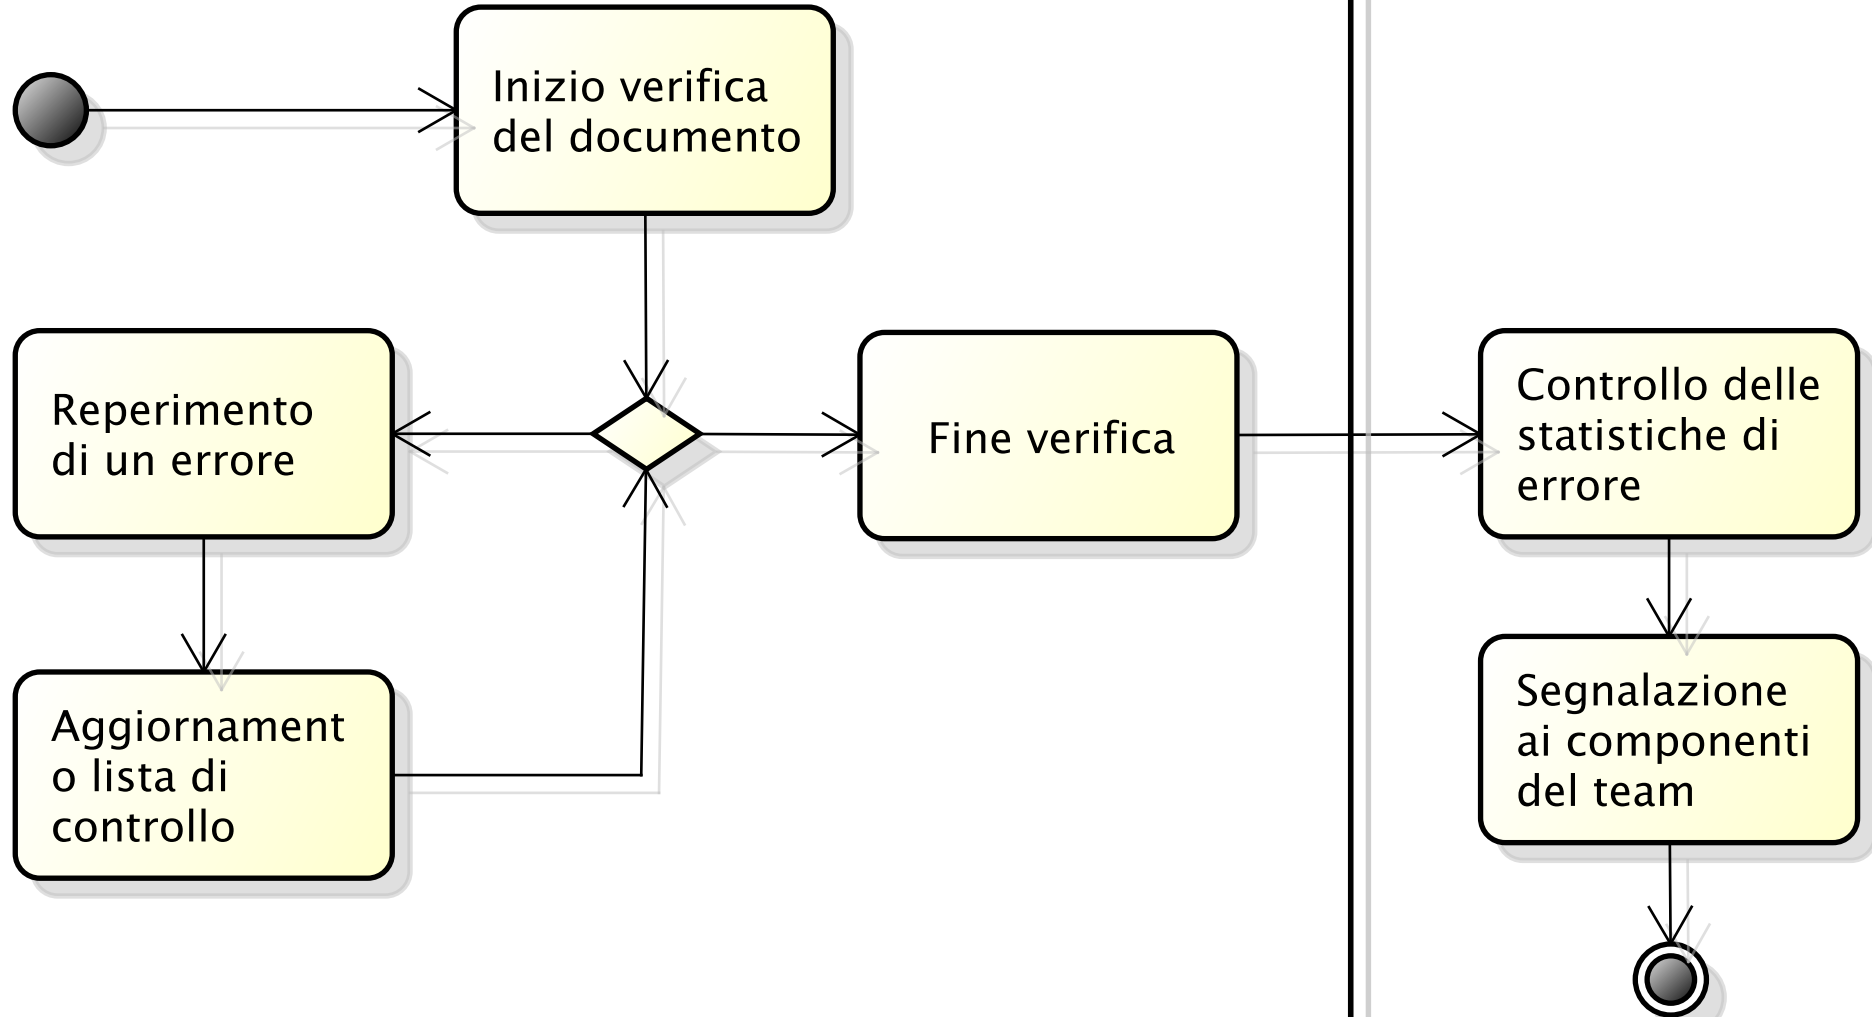 Inizio verifica
del documento
Reperimento
di un errore
Fine verifica
Controllo delle
statistiche di
errore
Aggiornament
o lista di
controllo
Segnalazione
ai componenti
del team